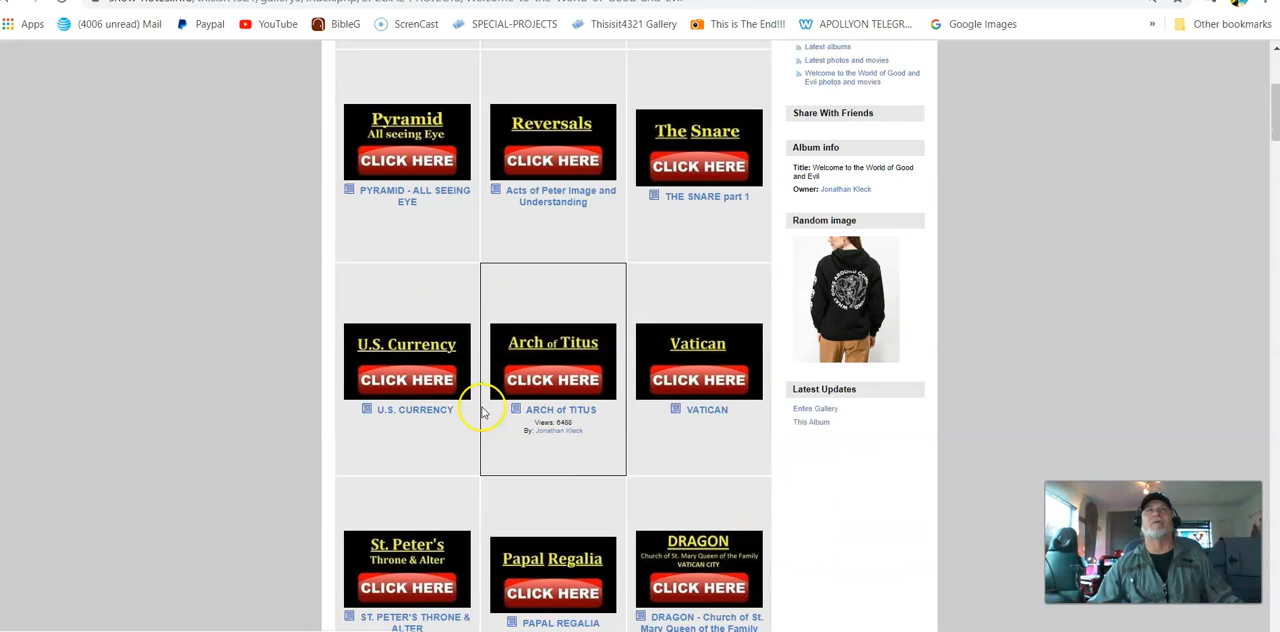 Apps
(4006 unread) Mail
Paypal
YouTube
BibleG
ScrenCast
SPECIAL-PROJECTS
Thisisit4321 Gallery
This is The End!!!
APOLLYON TELEGR...
Google Images
»
Other bookmarks
Latest albums
Latest photos and movies
Welcome to the World of Good and
Evil photos and movies
Share With Friends
Album info
Title: Welcome to the World of Good
and Evil
Owner: Jonathan Kleck
Random image
Latest Updates
Entire Gallery
This Album
Pyramid
All seeing Eye
CLICK HERE
PYRAMID - ALL SEEING
EYE
Reversals
CLICK HERE
Acts of Peter Image and
Understanding
The Snare
CLICK HERE
THE SNARE part 1
U.S. Currency
CLICK HERE
U.S. CURRENCY
Arch of Titus
CLICK HERE
ARCH of TITUS
Views: 6488
By: Jonathan Kleck
Vatican
CLICK HERE
VATICAN
St. Peter's
Throne & Alter
CLICK HERE
ST. PETER'S THRONE &
ALTER
Papal Regalia
CLICK HERE
PAPAL REGALIA
DRAGON
Church of St. Mary Queen of the Family
VATICAN CITY
CLICK HERE
DRAGON - Church of St.
Mary Queen of the Family